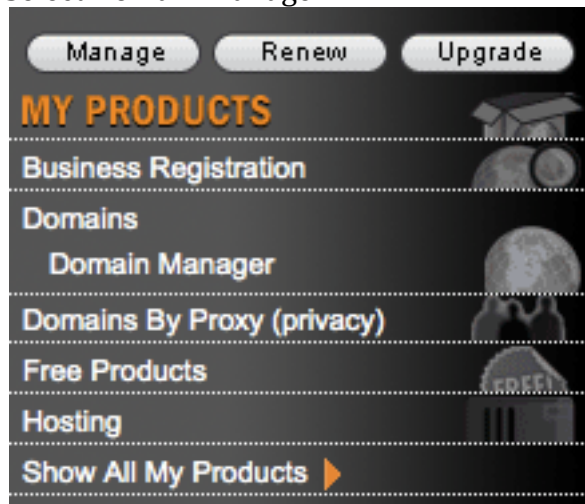 Manage Renew Upgrade
MY PRODUCTS
Business Registration
Domains
Domain Manager
Domains By Proxy (privacy)
Free Products
FREE!
Hosting
Show All My Products